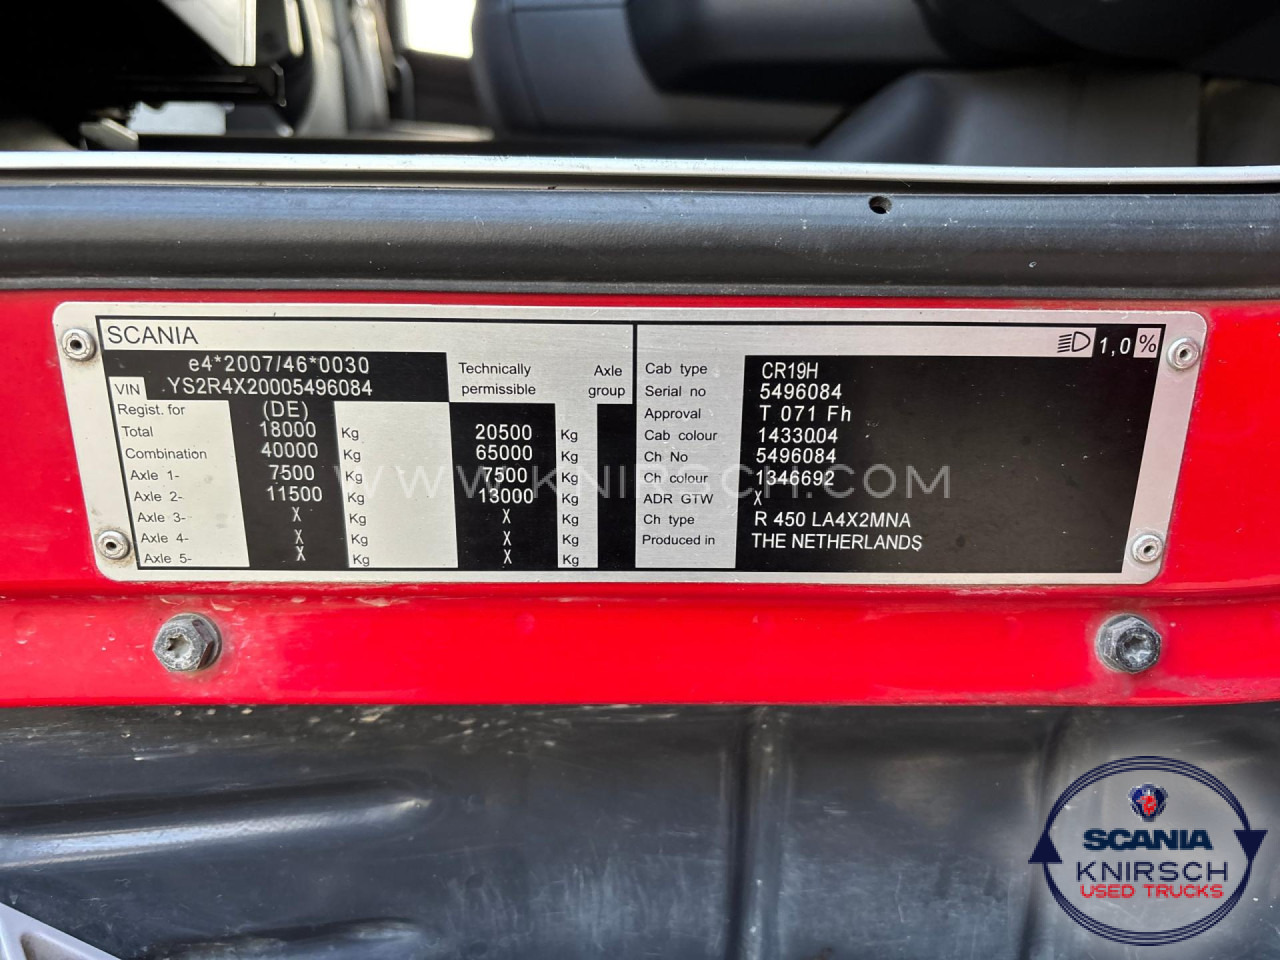 SCANIA
e4*2007/46*0030
VIN YS2R4X20005496084
Technically permissible
Axle group
Regist. for (DE)
Total 18000 Kg 20500 Kg
Combination 40000 Kg 65000 Kg
Axle 1- 7500 Kg 7500 Kg
Axle 2- 11500 Kg 13000 Kg
Axle 3- X Kg X Kg
Axle 4- X Kg X Kg
Axle 5- X Kg X Kg
1,0 %
Cab type CR19H
Serial no 5496084
Approval T 071 Fh
Cab colour 1433004
Ch No 5496084
Ch colour 1346692
ADR GTW X
Ch type R 450 LA4X2MNA
Produced in THE NETHERLANDS
WWW.KNIRSCH.COM
SCANIA
KNIRSCH
USED TRUCKS